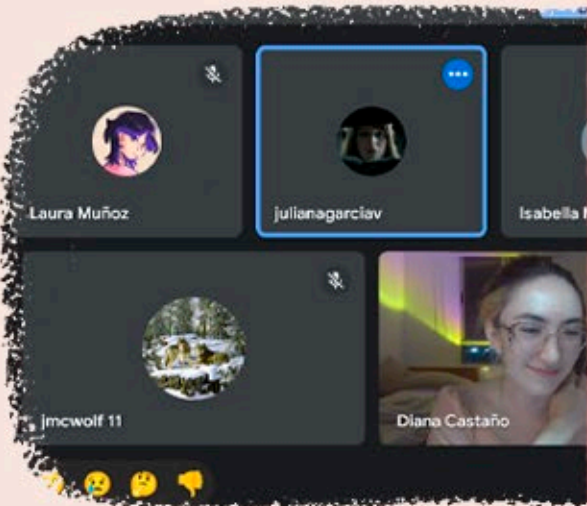 Laura Muñoz
julianagarciav
Isabella
jmcwolf 11
Diana Castaño